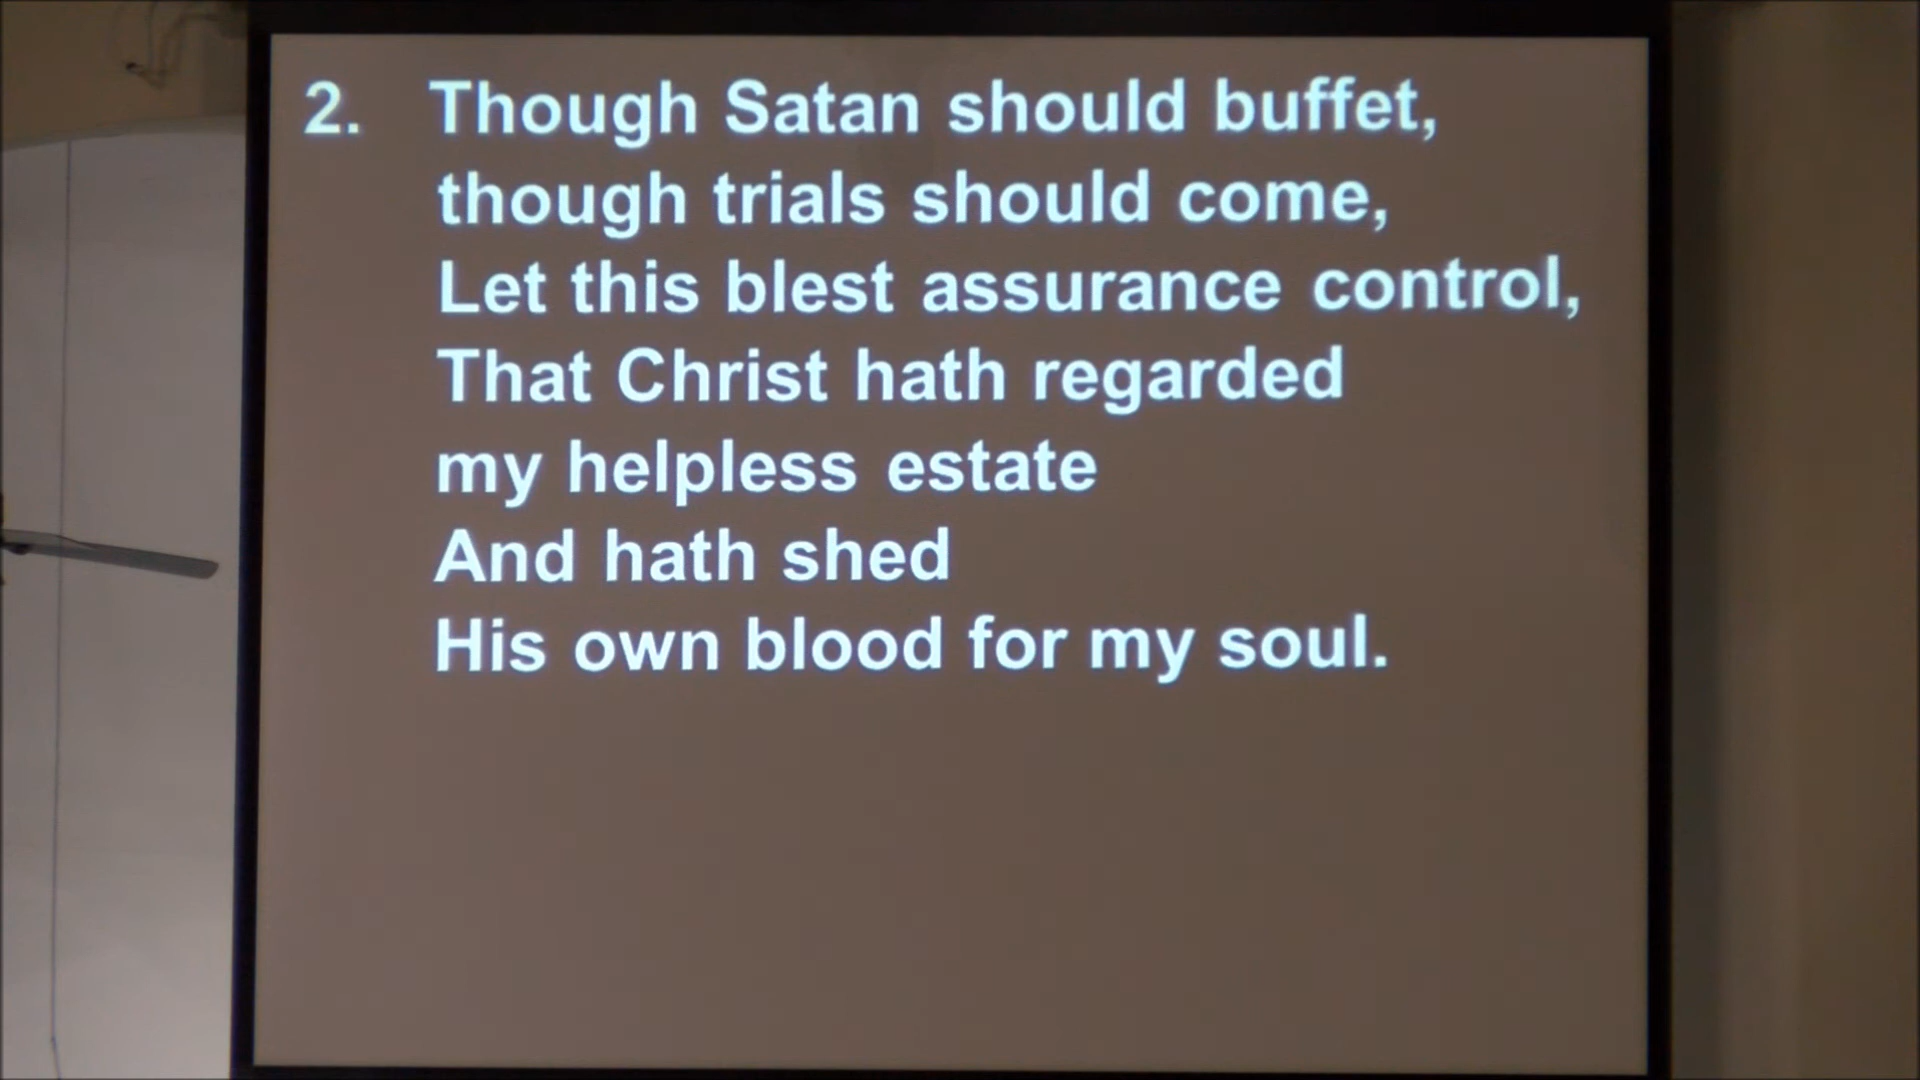 2. Though Satan should buffet,
though trials should come,
Let this blest assurance control,
That Christ hath regarded
my helpless estate
And hath shed
His own blood for my soul.